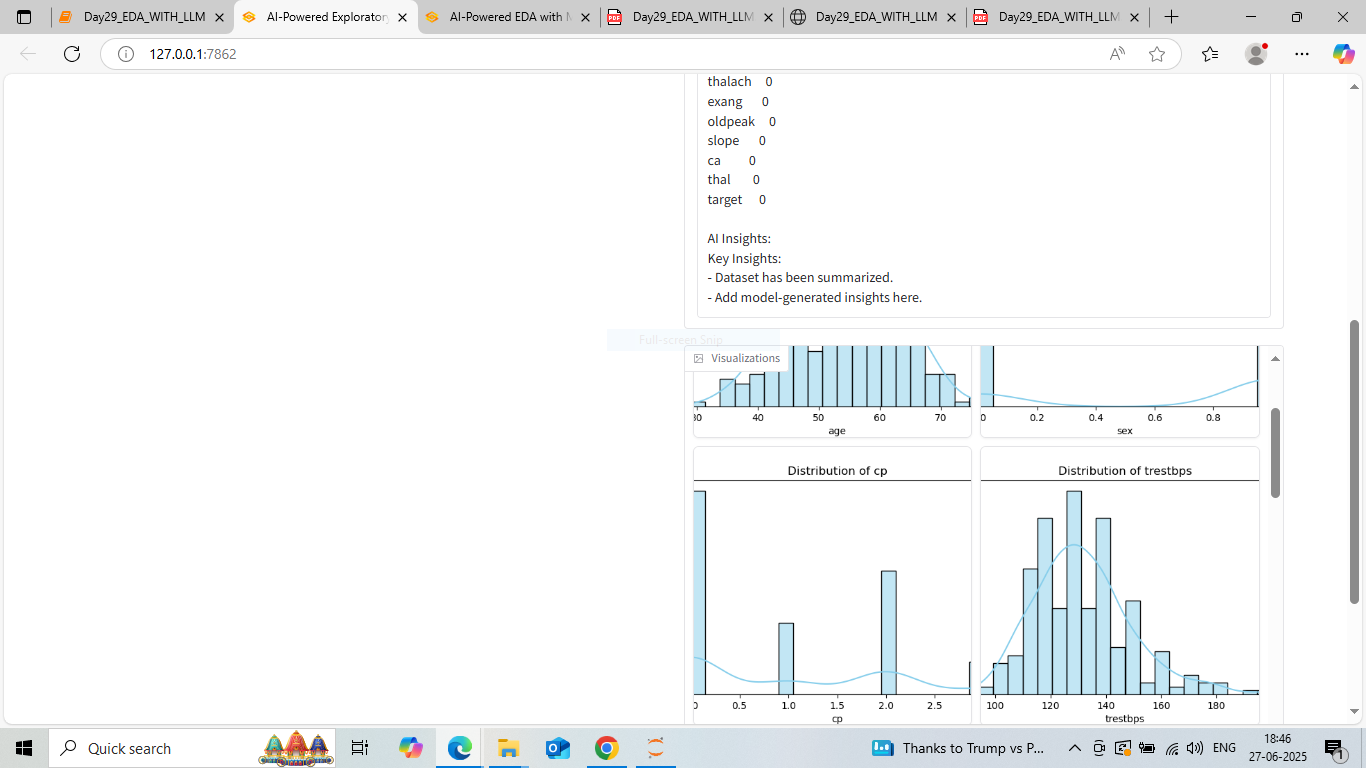 Day29_EDA_WITH_LLM
AI-Powered Explorator
AI-Powered EDA with
Day29_EDA_WITH_LLM
Day29_EDA_WITH_LLM
Day29_EDA_WITH_LLM
127.0.0.1:7862
thalach 0
exang 0
oldpeak 0
slope 0
ca 0
thal 0
target 0
AI Insights:
Key Insights:
- Dataset has been summarized.
- Add model-generated insights here.
Full-screen Snip
Visualizations
30 40 50 60 70
age
0 0.2 0.4 0.6 0.8
sex
Distribution of cp
0 0.5 1.0 1.5 2.0 2.5
cp
Distribution of trestbps
100 120 140 160 180
trestbps
Quick search
Thanks to Trump vs P...
ENG
18:46
27-06-2025
1